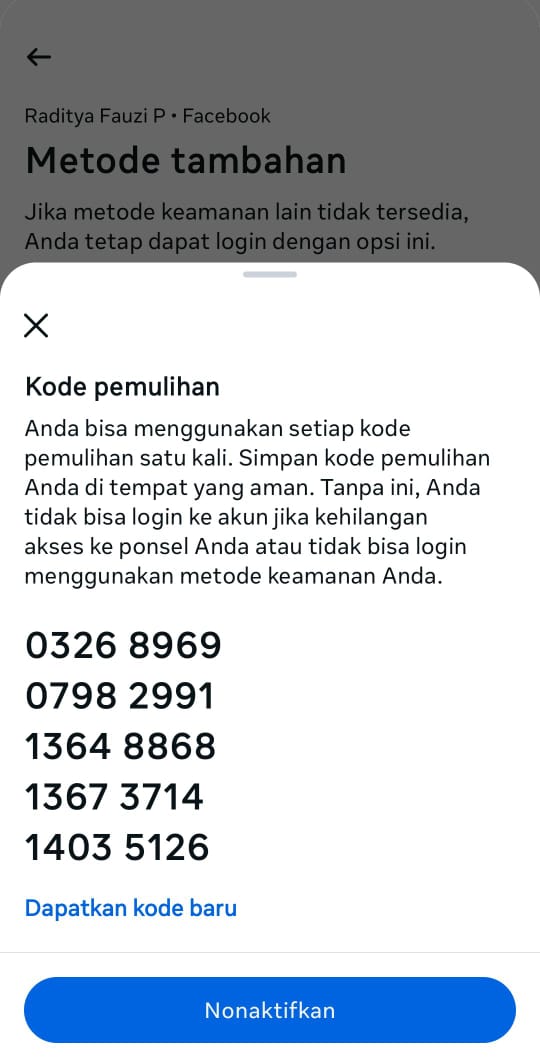 Raditya Fauzi P • Facebook
Metode tambahan
Jika metode keamanan lain tidak tersedia,
Anda tetap dapat login dengan opsi ini.
Kode pemulihan
Anda bisa menggunakan setiap kode
pemulihan satu kali. Simpan kode pemulihan
Anda di tempat yang aman. Tanpa ini, Anda
tidak bisa login ke akun jika kehilangan
akses ke ponsel Anda atau tidak bisa login
menggunakan metode keamanan Anda.
0326 8969
0798 2991
1364 8868
1367 3714
1403 5126
Dapatkan kode baru
Nonaktifkan